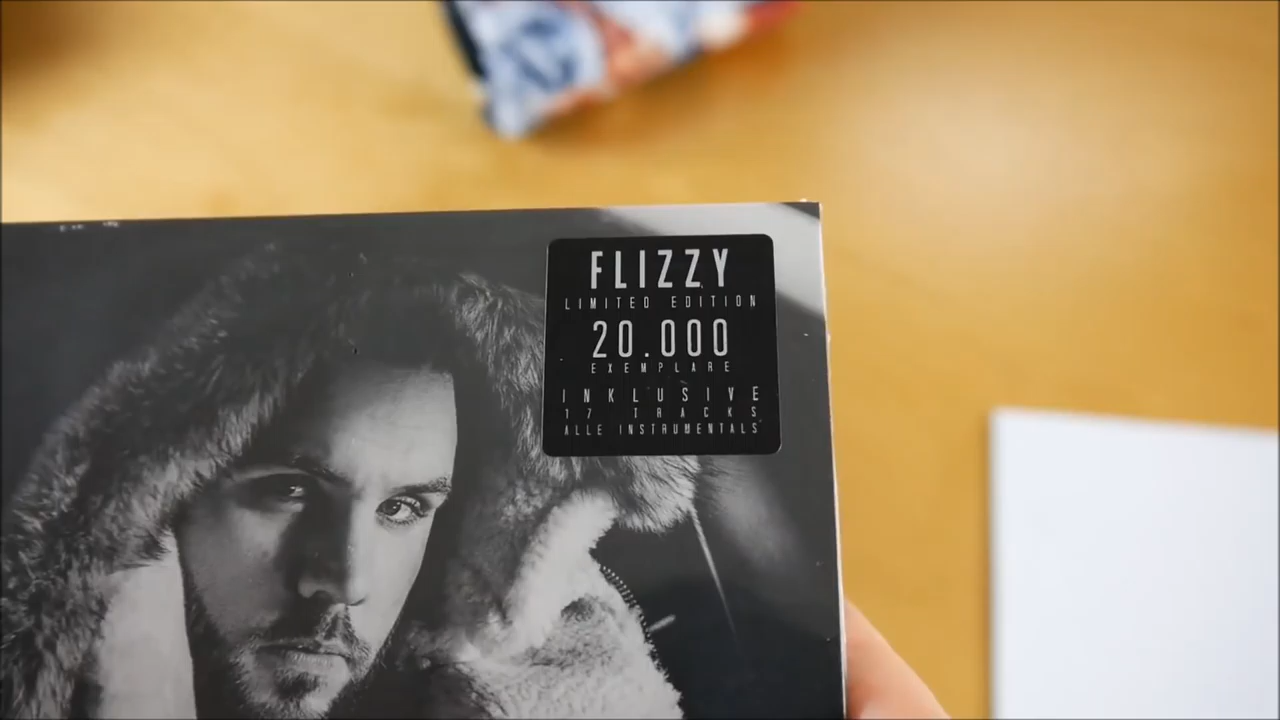 FLIZZY
LIMITED EDITION
20.000
EXEMPLARE
INKLUSIVE
17 TRACKS
ALLE INSTRUMENTALS